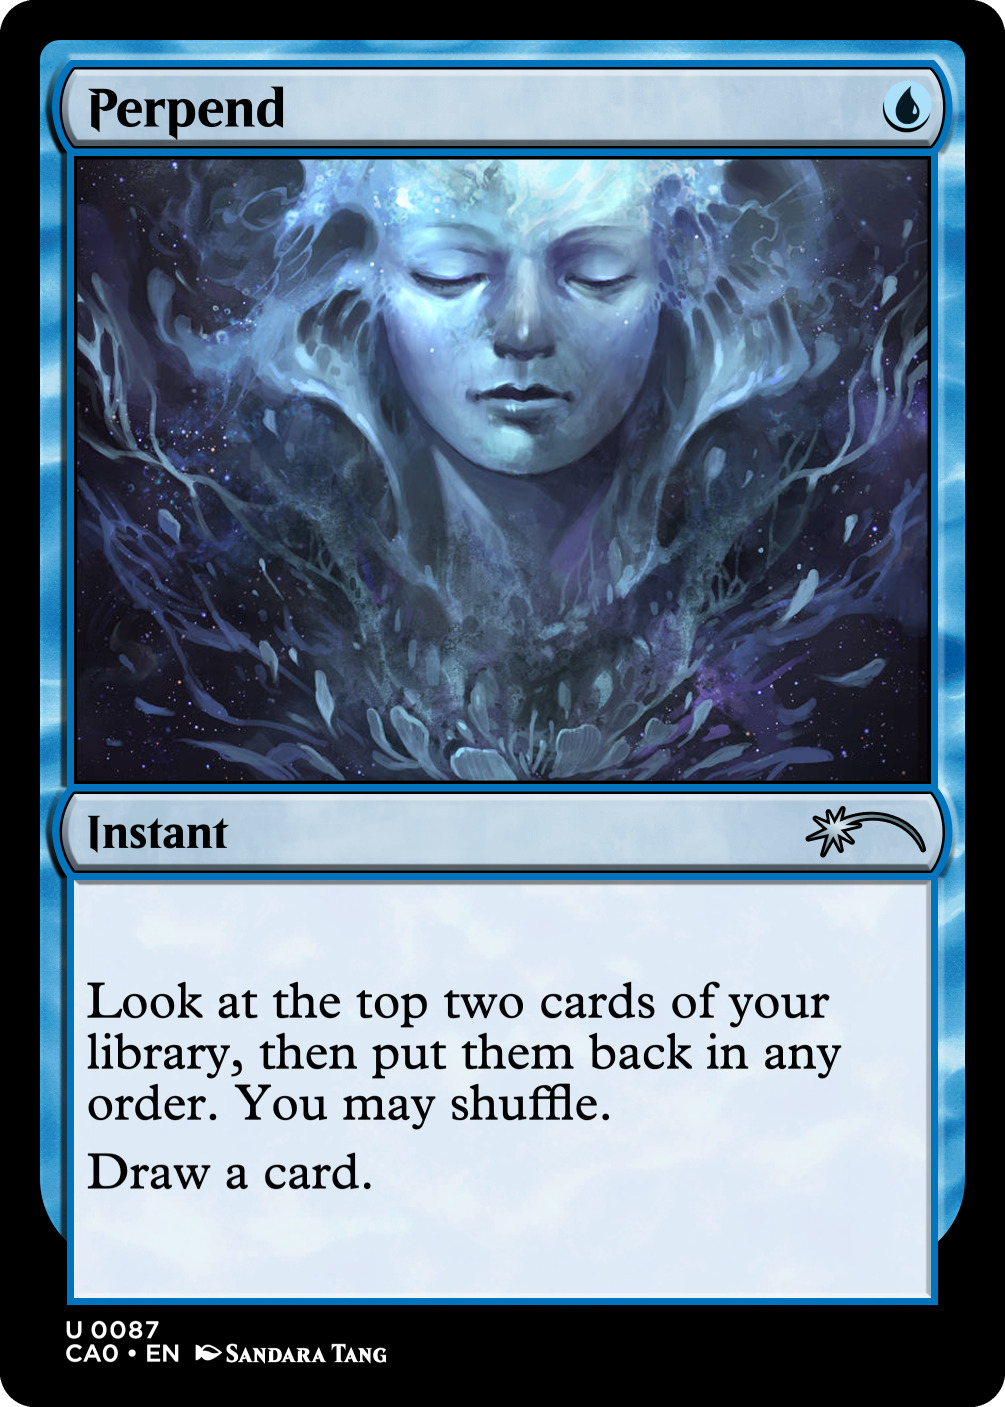 Perpend
Instant
Look at the top two cards of your
library, then put them back in any
order. You may shuffle.
Draw a card.
U 0087
CAO • EN Sandara Tang